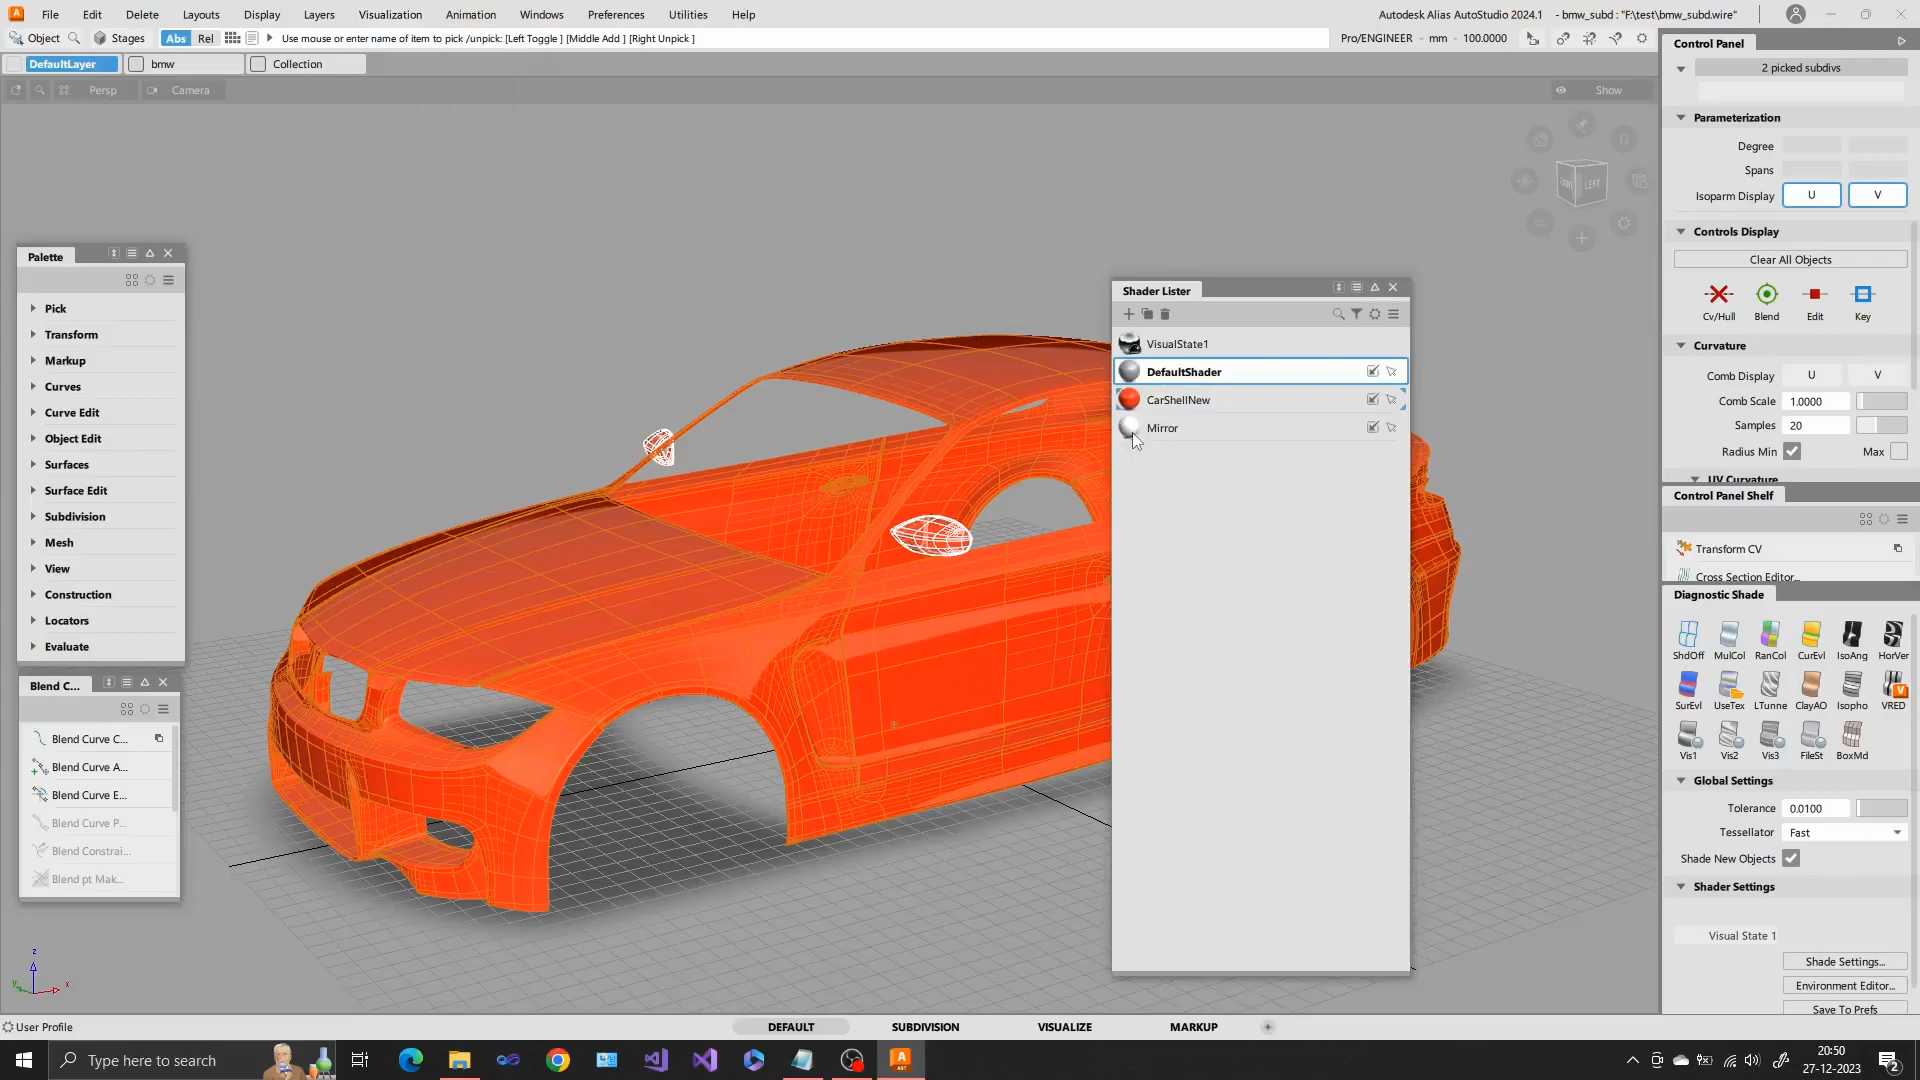 File Edit Delete Layouts Display Layers Visualization Animation Windows Preferences Utilities Help
Autodesk Alias AutoStudio 2024.1 - bmw_subd : "F:\test\bmw_subd.wire"
Object Stages Abs Rel Use mouse or enter name of item to pick /unpick: [Left Toggle ] [Middle Add ] [Right Unpick ]
Pro/ENGINEER - mm - 100.0000
DefaultLayer bmw Collection
Persp Camera Show
LEFT
Palette
Pick
Transform
Markup
Curves
Curve Edit
Object Edit
Surfaces
Surface Edit
Subdivision
Mesh
View
Construction
Locators
Evaluate
Blend C...
Blend Curve C...
Blend Curve A...
Blend Curve E...
Blend Curve P...
Blend Constrai...
Blend pt Mak...
z
y
x
Shader Lister
VisualState1
DefaultShader
CarShellNew
Mirror
Control Panel
2 picked subdivs
Parameterization
Degree
Spans
Isoparm Display U V
Controls Display
Clear All Objects
Cv/Hull Blend Edit Key
Curvature
Comb Display U V
Comb Scale 1.0000
Samples 20
Radius Min Max
UV Curvature
Control Panel Shelf
Transform CV
Cross Section Editor...
Diagnostic Shade
ShdOff MulCol RanCol CurEvl IsoAng HorVer
SurEvl UseTex LTunne ClayAO Isopho VRED
Vis1 Vis2 Vis3 FileSt BoxMd
Global Settings
Tolerance 0.0100
Tessellator Fast
Shade New Objects
Shader Settings
Visual State 1
Shade Settings...
Environment Editor...
Save To Prefs
User Profile
DEFAULT SUBDIVISION VISUALIZE MARKUP
Type here to search
20:50
27-12-2023
2